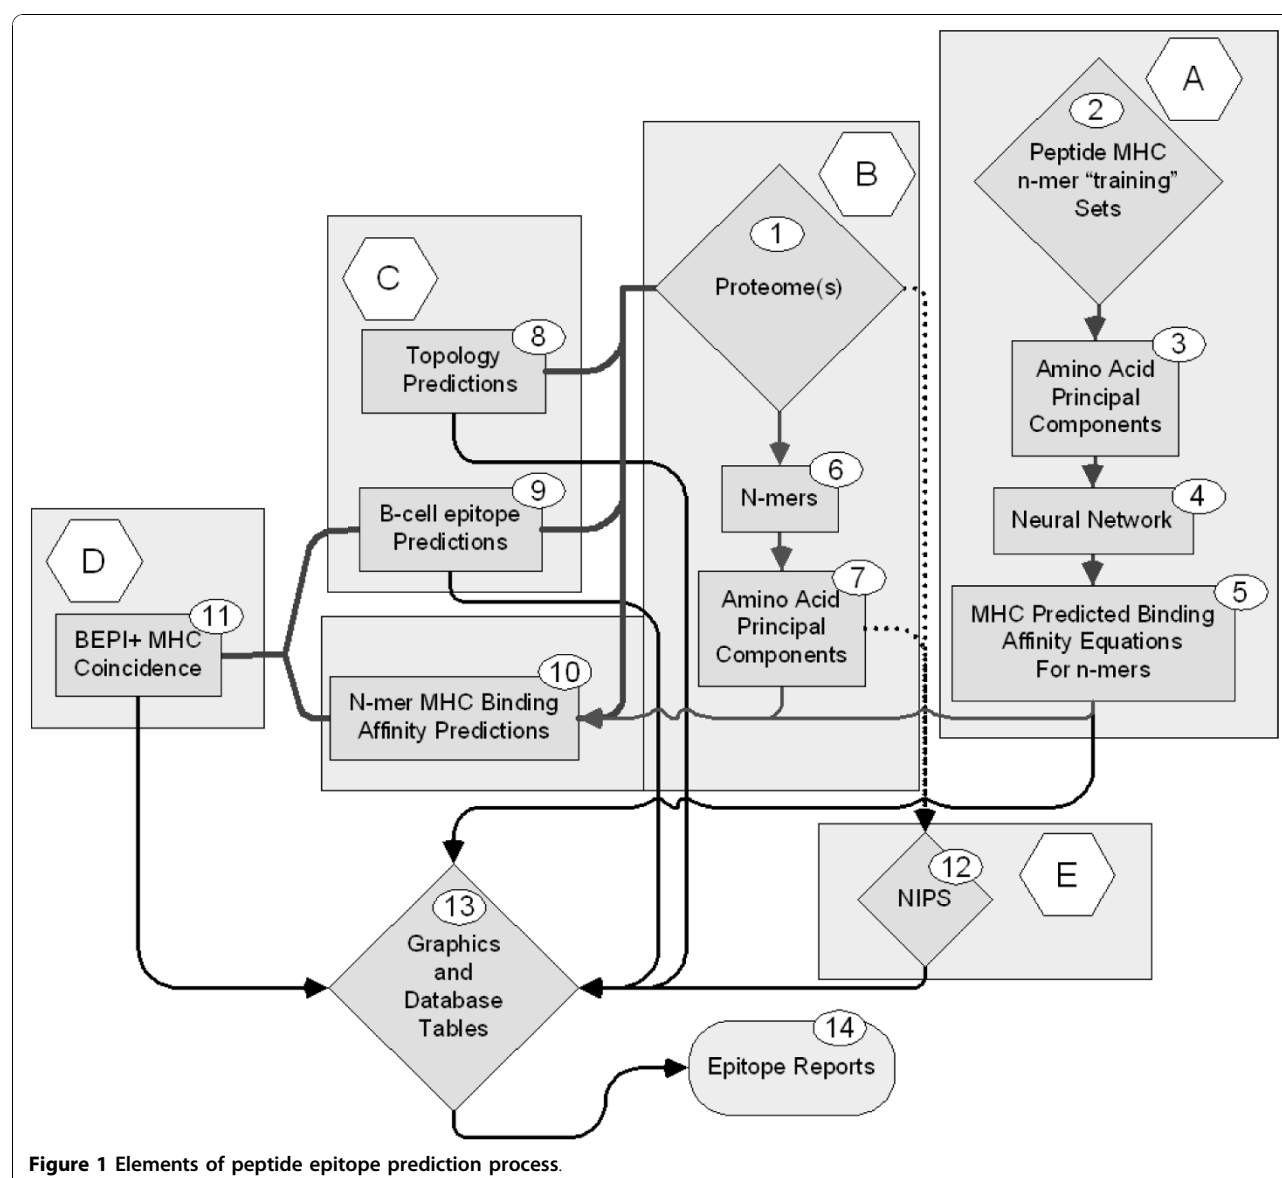 A
2
Peptide MHC
n-mer “training”
Sets
B
1
Proteome(s)
C
8
Topology
Predictions
3
Amino Acid
Principal
Components
6
N-mers
9
B-cell epitope
Predictions
4
Neural Network
D
11
BEPI+ MHC
Coincidence
7
Amino Acid
Principal
Components
5
MHC Predicted Binding
Affinity Equations
For n-mers
10
N-mer MHC Binding
Affinity Predictions
E
12
NIPS
13
Graphics
and
Database
Tables
14
Epitope Reports
Figure 1 Elements of peptide epitope prediction process.